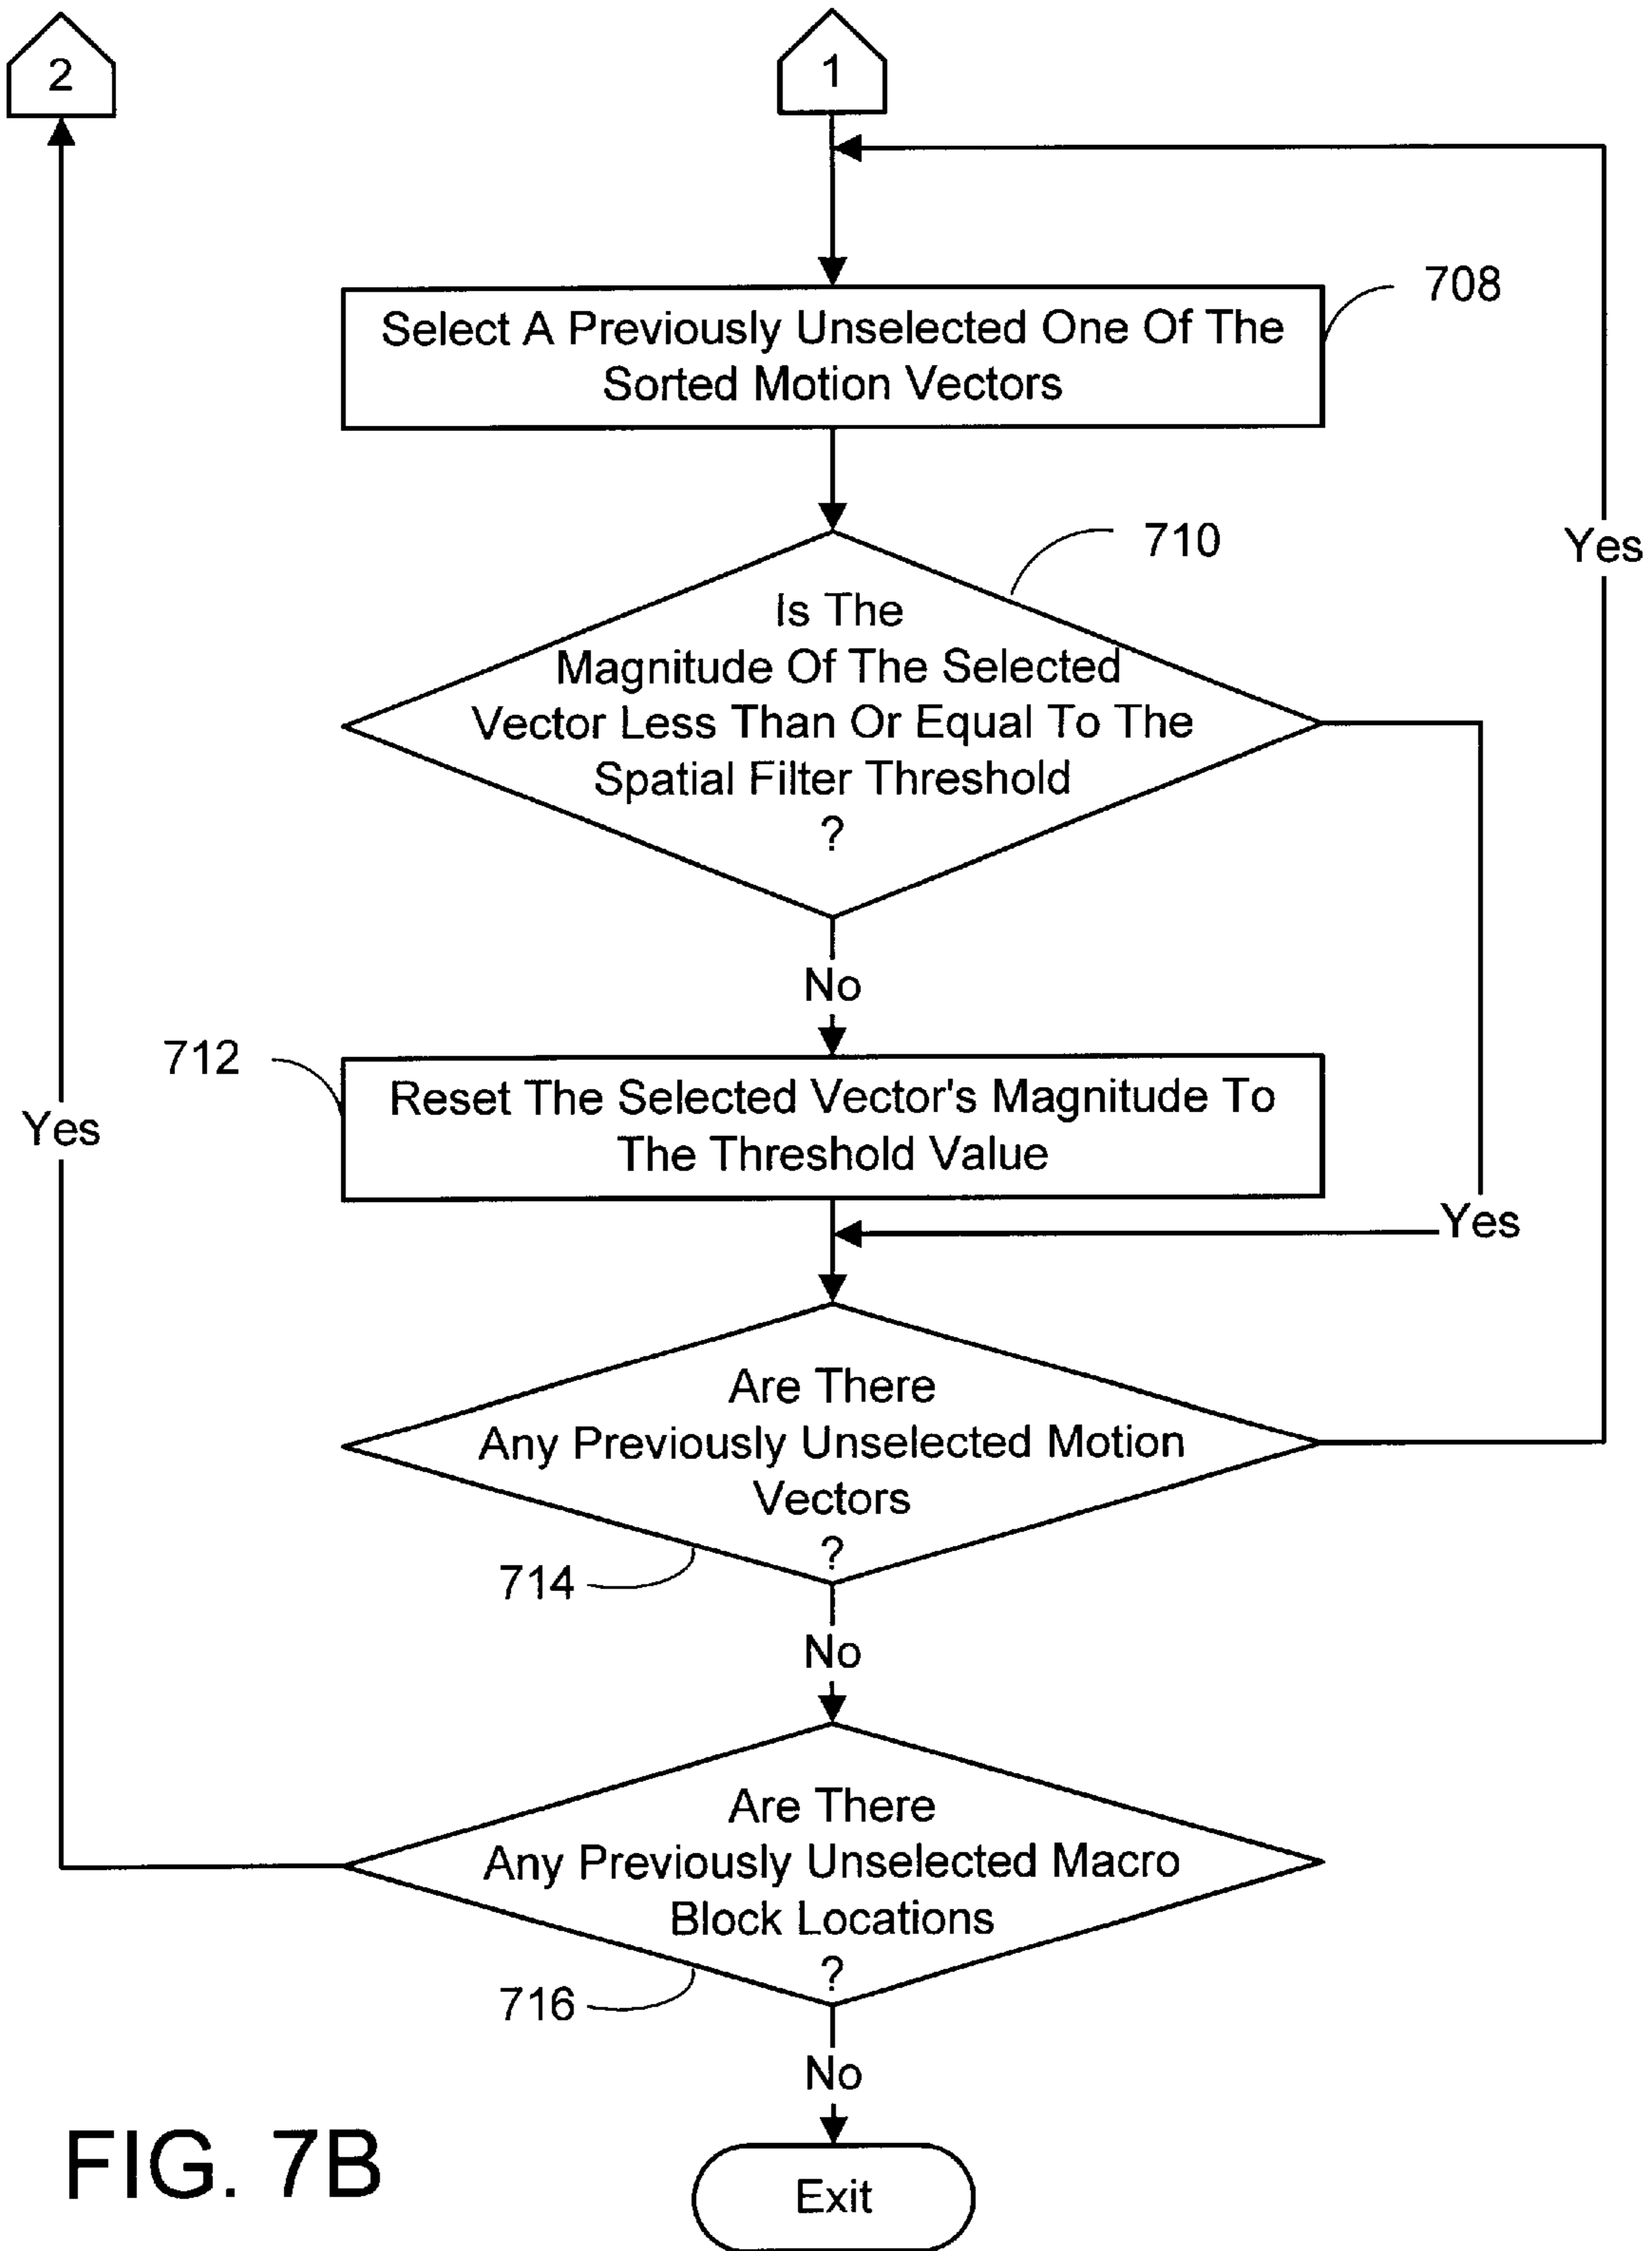 2
1
708
Select A Previously Unselected One Of The
Sorted Motion Vectors
710
Is The
Magnitude Of The Selected
Vector Less Than Or Equal To The
Spatial Filter Threshold
?
Yes
No
712
Reset The Selected Vector's Magnitude To
The Threshold Value
Yes
Yes
Are There
Any Previously Unselected Motion
Vectors
?
714
No
Are There
Any Previously Unselected Macro
Block Locations
?
716
No
Exit
FIG. 7B